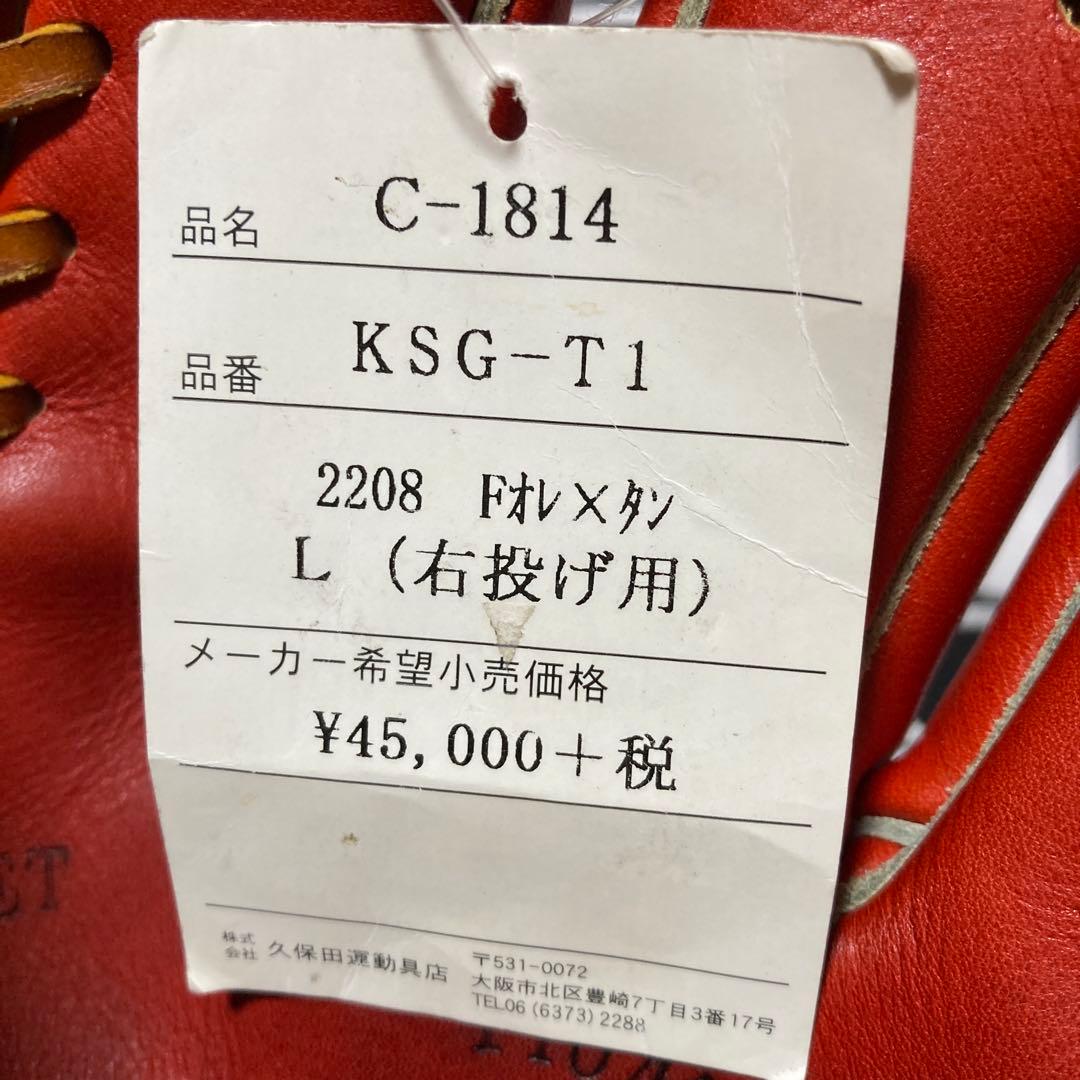 品名 C-1814
品番 KSG-T1
2208 Fｵﾚ×ﾀﾝ
L (右投げ用)
メーカー希望小売価格
¥45,000+税
株式会社 久保田運動具店
〒531-0072
大阪市北区豊崎7丁目3番17号
TEL06(6373)2288
ET